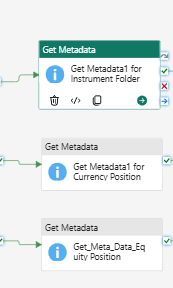 Get Metadata
Get Metadata1 for
Instrument Folder
Get Metadata
Get Metadata1 for
Currency Position
Get Metadata
Get_Meta_Data_Eq
uity Position